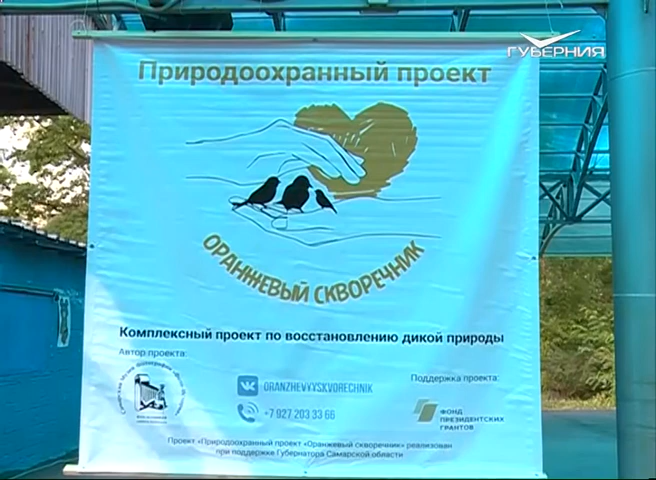 ГУБЕРНИЯ
Природоохранный проект
ОРАНЖЕВЫЙ СКВОРЕЧНИК
Комплексный проект по восстановлению дикой природы
Автор проекта:
Поддержка проекта:
ORANZHEVYYSKVORECHNIK
+7 927 203 33 66
ФОНД
ПРЕЗИДЕНТСКИХ
ГРАНТОВ
Проект «Природоохранный проект «Оранжевый скворечник» реализован
при поддержке Губернатора Самарской области